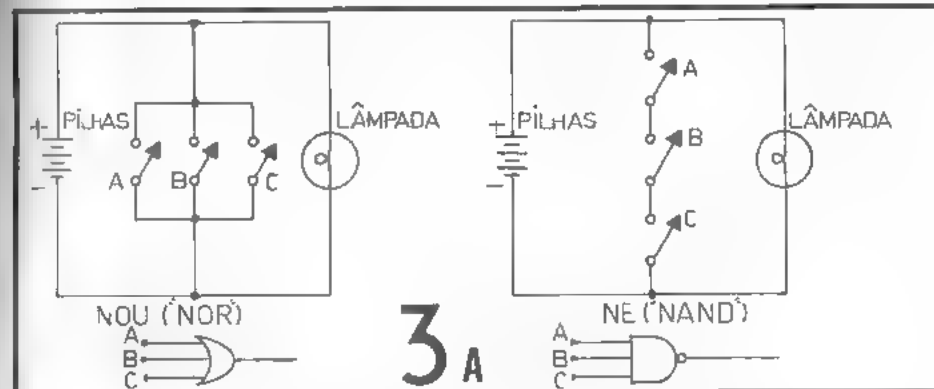 + PILHAS
-
A B C
LÂMPADA
NOU ("NOR")
A
B
C
3A
+ PILHAS
-
A
B
C
LÂMPADA
NE ("NAND")
A
B
C